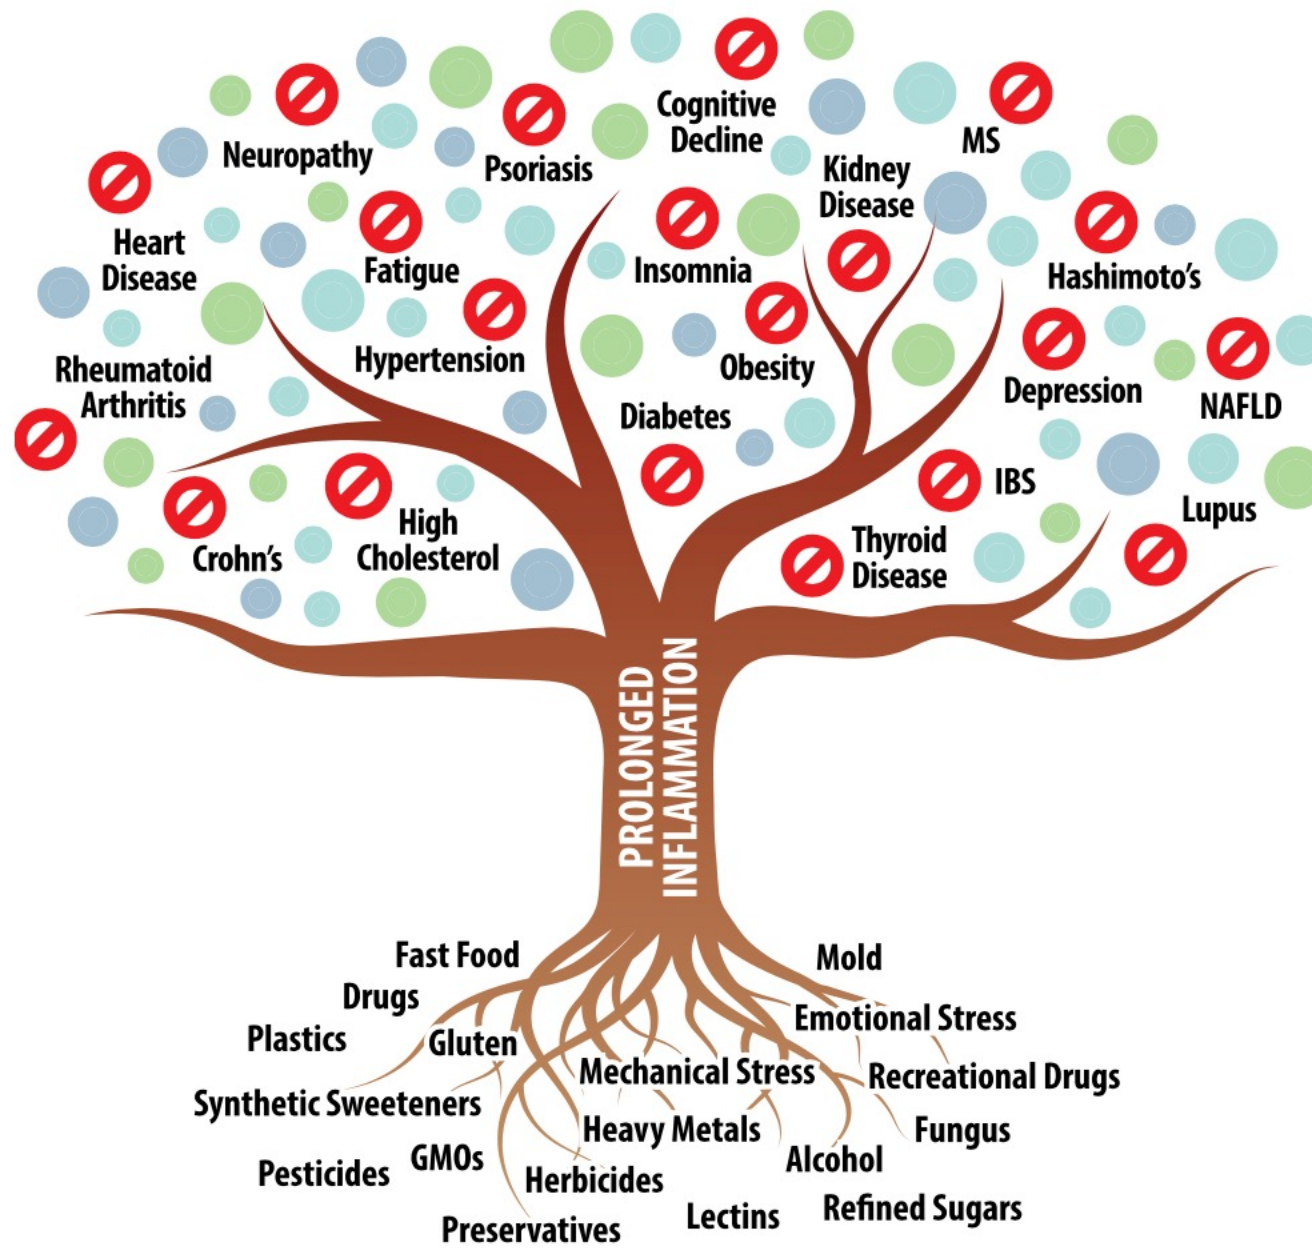 Cognitive
Decline
MS
Neuropathy
Psoriasis
Kidney
Disease
Heart
Disease
Fatigue
Insomnia
Hashimoto’s
Hypertension
Obesity
Rheumatoid
Arthritis
Depression
NAFLD
Diabetes
IBS
Lupus
Crohn’s
High
Cholesterol
Thyroid
Disease
PROLONGED
INFLAMMATION
Fast Food
Mold
Drugs
Emotional Stress
Plastics
Gluten
Mechanical Stress
Recreational Drugs
Synthetic Sweeteners
Heavy Metals
Fungus
GMOs
Alcohol
Pesticides
Herbicides
Refined Sugars
Lectins
Preservatives